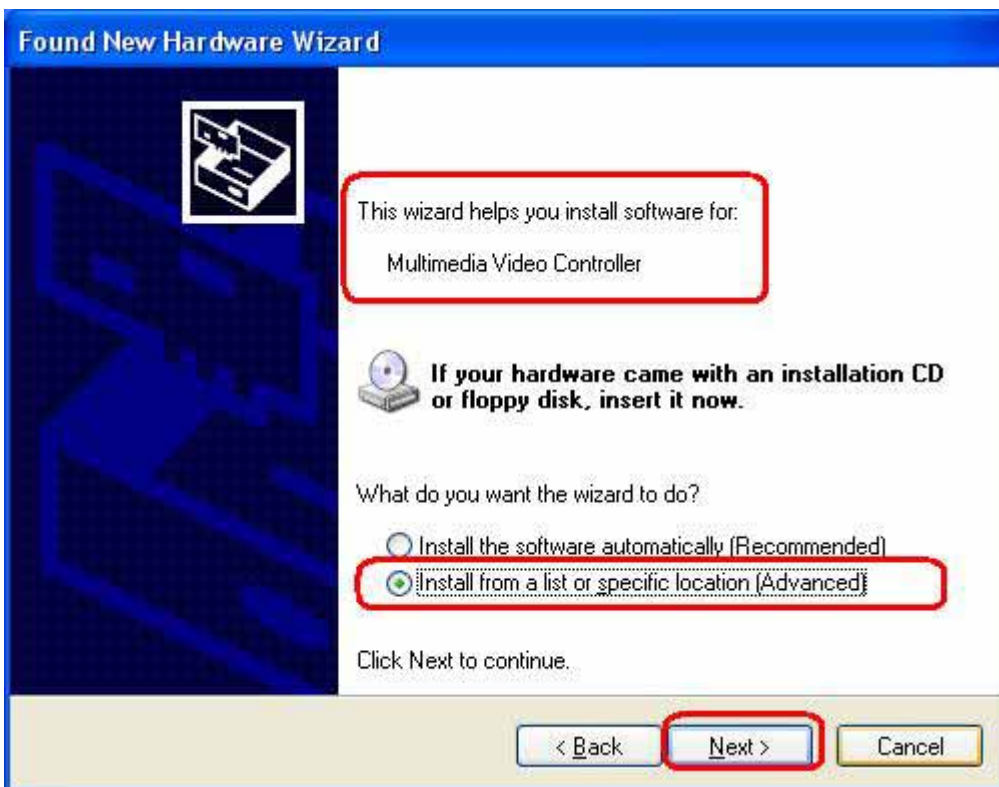 Found New Hardware Wizard
This wizard helps you install software for:
Multimedia Video Controller
If your hardware came with an installation CD
or floppy disk, insert it now.
What do you want the wizard to do?
Install the software automatically (Recommended)
Install from a list or specific location (Advanced)
Click Next to continue.
< Back
Next >
Cancel